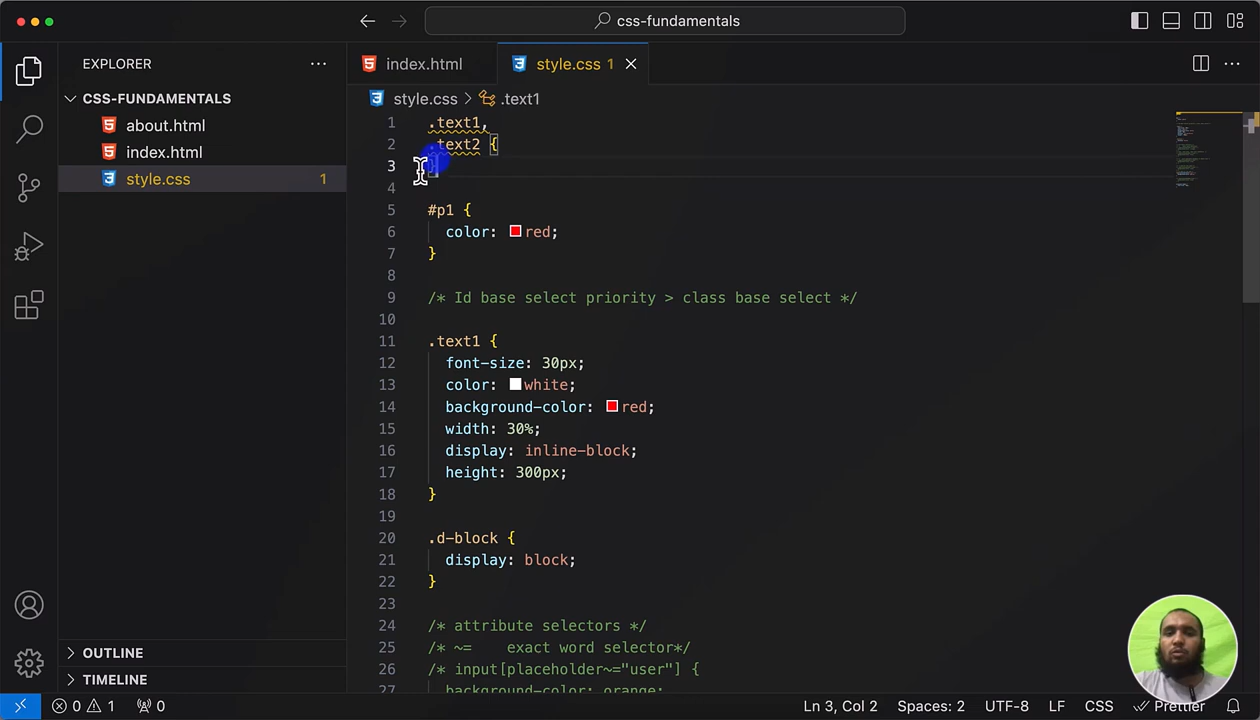 css-fundamentals
EXPLORER
index.html
style.css 1
CSS-FUNDAMENTALS
style.css > .text1
about.html
index.html
style.css 1
1 .text1,
2 .text2 {
3 }
4
5 #p1 {
6 color: red;
7 }
8
9 /* Id base select priority > class base select */
10
11 .text1 {
12 font-size: 30px;
13 color: white;
14 background-color: red;
15 width: 30%;
16 display: inline-block;
17 height: 300px;
18 }
19
20 .d-block {
21 display: block;
22 }
23
24 /* attribute selectors */
25 /* ~= exact word selector*/
26 /* input[placeholder~="user"] {
27 background-color: orange;
OUTLINE
TIMELINE
0 1 0 Ln 3, Col 2 Spaces: 2 UTF-8 LF CSS Prettier